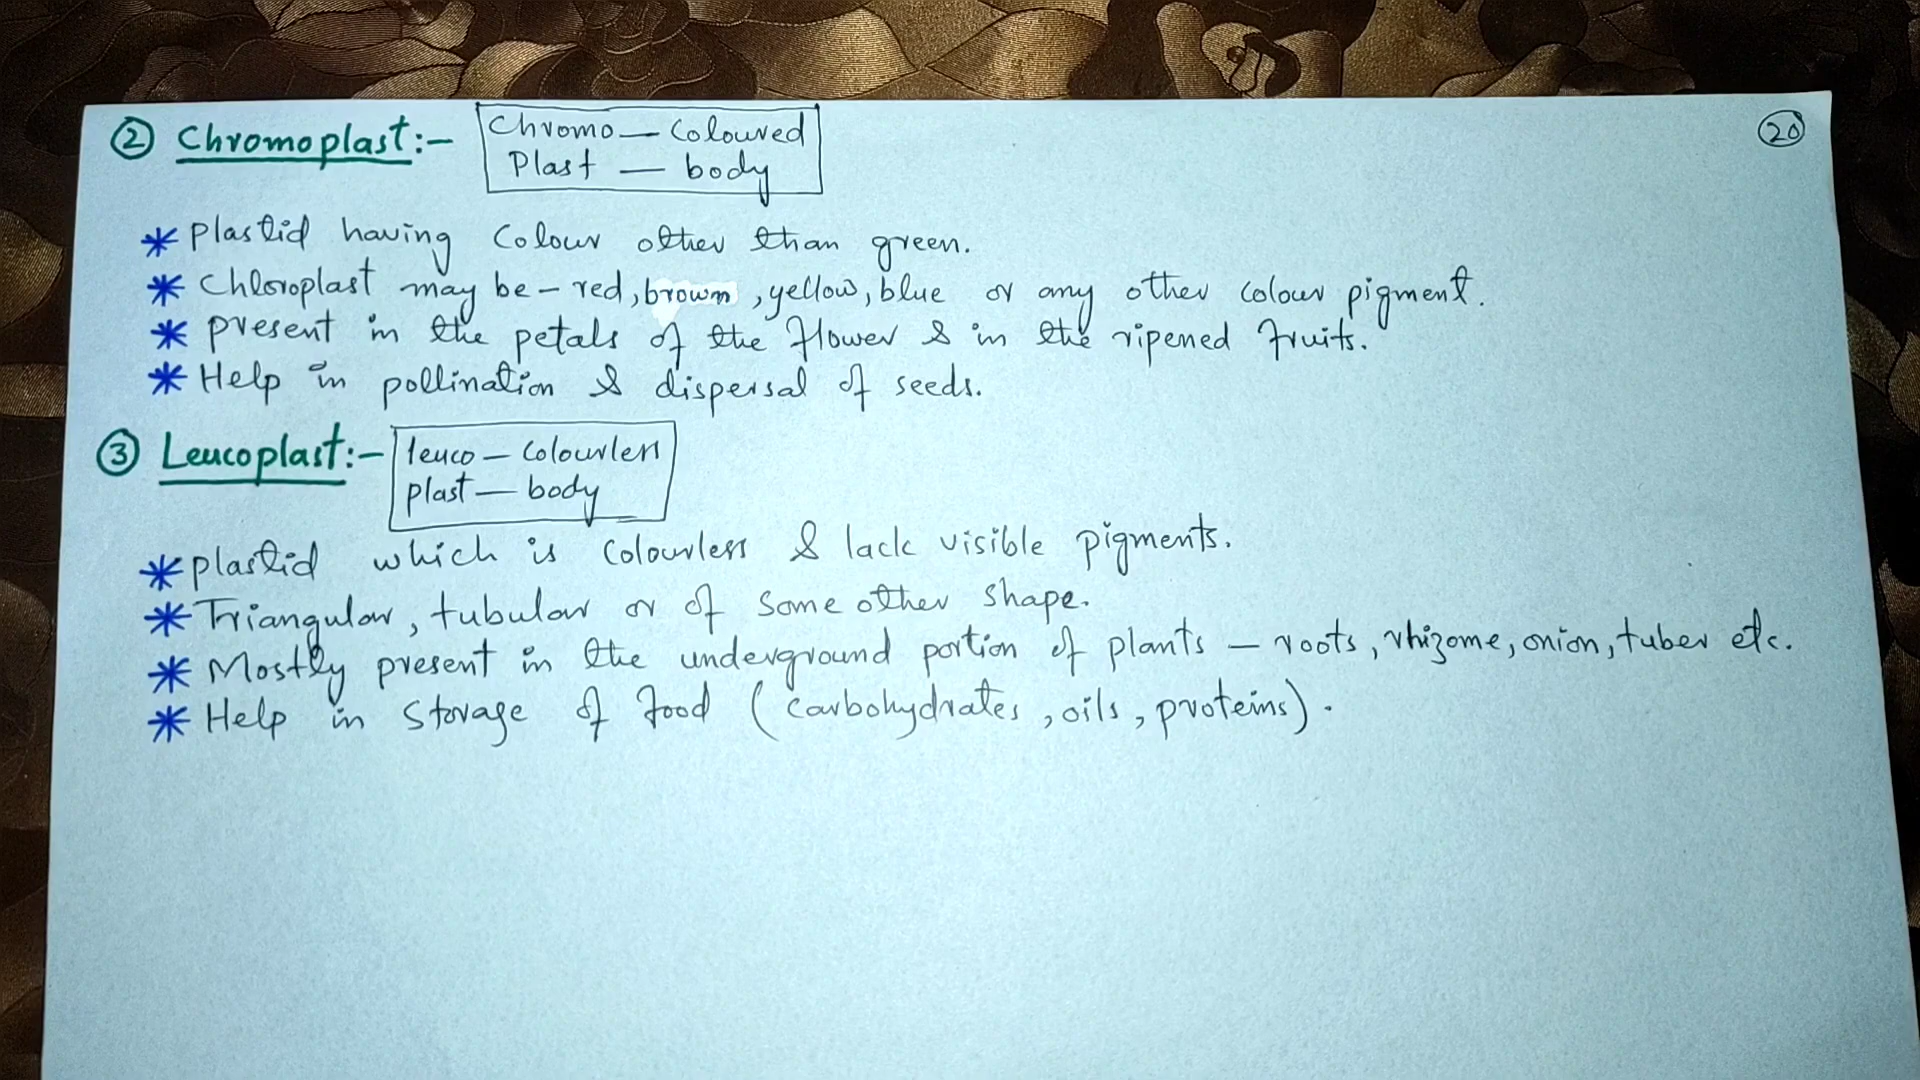 ② Chromoplast:- Chromo — Coloured
Plast — body
20
* Plastid having Colour other than green.
* Chloroplast may be – red, brown, yellow, blue or any other colour pigment.
* present in the petals of the flower & in the ripened fruits.
* Help in pollination & dispersal of seeds.
③ Leucoplast:- leuco – Colourless
plast — body
* plastid which is Colourless & lack visible pigments.
* Triangular, tubular or of some other shape.
* Mostly present in the underground portion of plants – roots, rhizome, onion, tuber etc.
* Help in storage of food (carbohydrates, oils, proteins).